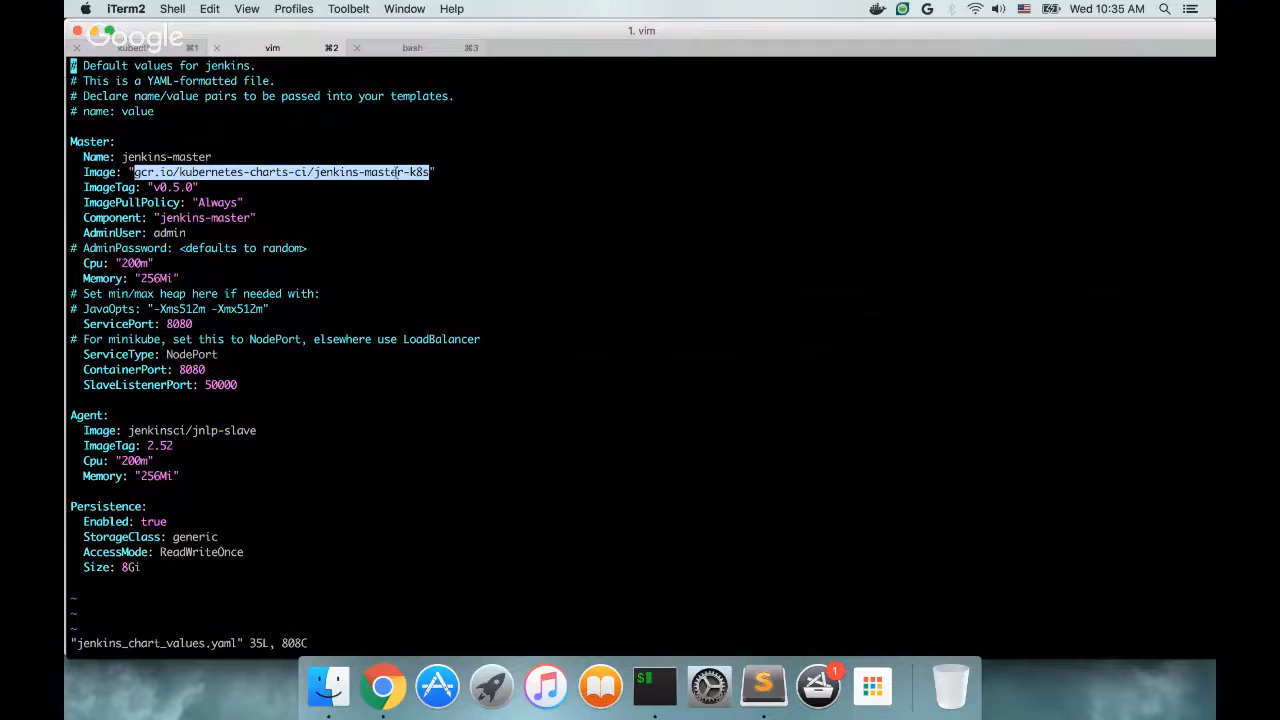 iTerm2 Shell Edit View Profiles Toolbelt Window Help Wed 10:35 AM
1. vim
Google
⌘1 vim ⌘2 bash ⌘3
# Default values for jenkins.
# This is a YAML-formatted file.
# Declare name/value pairs to be passed into your templates.
# name: value
Master:
Name: jenkins-master
Image: "gcr.io/kubernetes-charts-ci/jenkins-master-k8s"
ImageTag: "v0.5.0"
ImagePullPolicy: "Always"
Component: "jenkins-master"
AdminUser: admin
# AdminPassword: <defaults to random>
Cpu: "200m"
Memory: "256Mi"
# Set min/max heap here if needed with:
# JavaOpts: "-Xms512m -Xmx512m"
ServicePort: 8080
# For minikube, set this to NodePort, elsewhere use LoadBalancer
ServiceType: NodePort
ContainerPort: 8080
SlaveListenerPort: 50000
Agent:
Image: jenkinsci/jnlp-slave
ImageTag: 2.52
Cpu: "200m"
Memory: "256Mi"
Persistence:
Enabled: true
StorageClass: generic
AccessMode: ReadWriteOnce
Size: 8Gi
~
~
~
"jenkins_chart_values.yaml" 35L, 808C
$ S 1